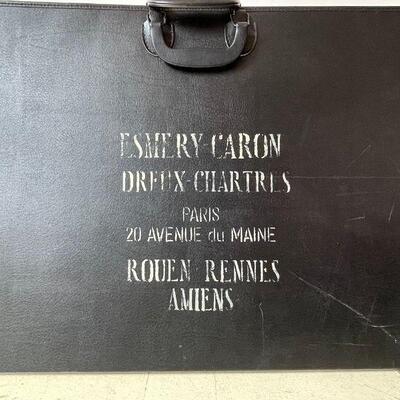 ESMERY-CARON
DREUX-CHARTRES
PARIS
20 AVENUE du MAINE
ROUEN RENNES
AMIENS